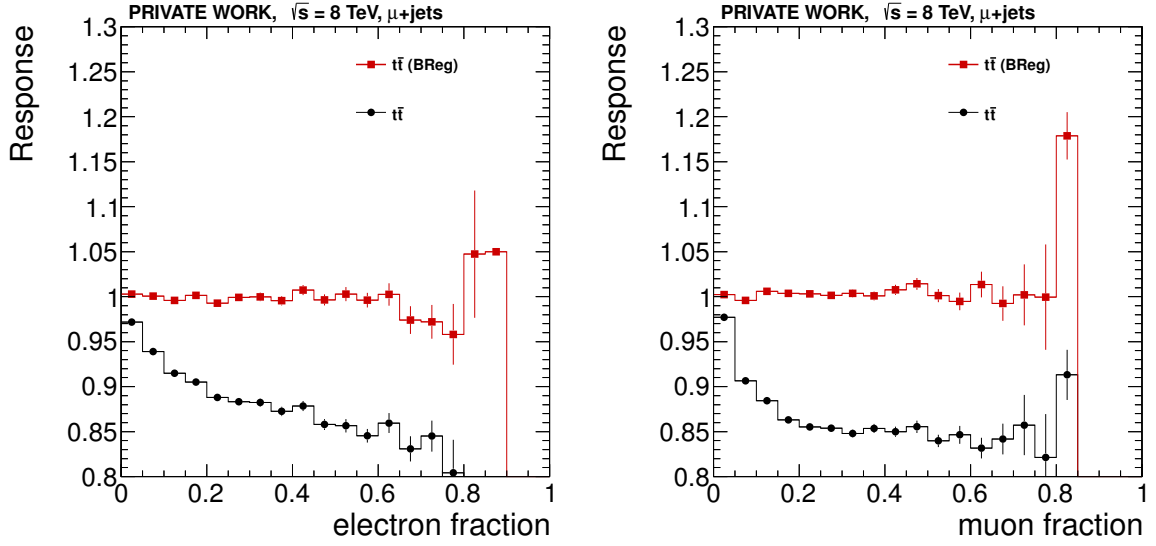 PRIVATE WORK, √s = 8 TeV, μ+jets
Response
1.3
1.25
1.2
1.15
1.1
1.05
1
0.95
0.9
0.85
0.8
tt̄ (BReg)
tt̄
0 0.2 0.4 0.6 0.8 1
electron fraction
PRIVATE WORK, √s = 8 TeV, μ+jets
Response
1.3
1.25
1.2
1.15
1.1
1.05
1
0.95
0.9
0.85
0.8
tt̄ (BReg)
tt̄
0 0.2 0.4 0.6 0.8 1
muon fraction